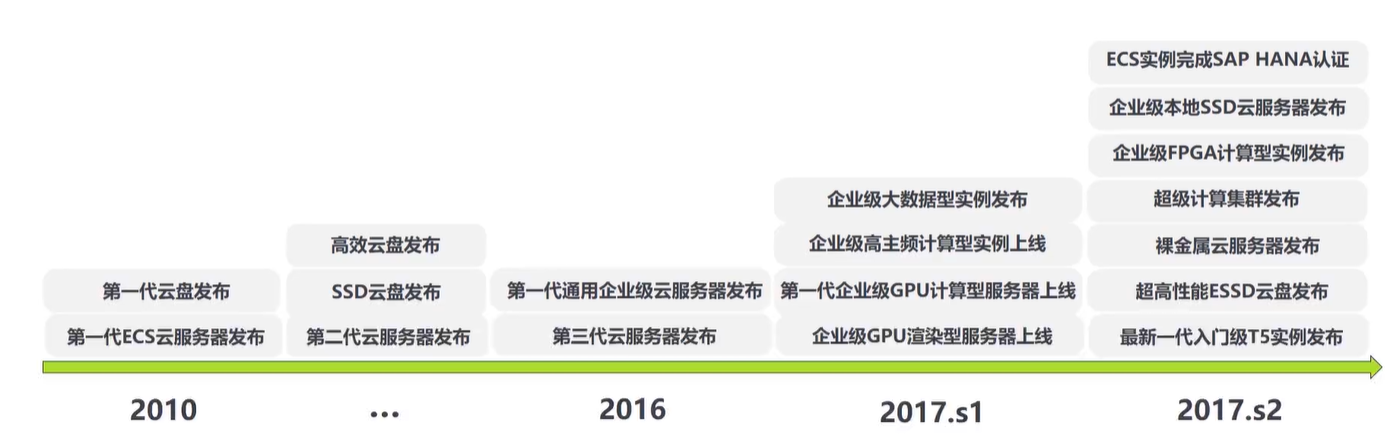 ECS实例完成SAP HANA认证
企业级本地SSD云服务器发布
企业级FPGA计算型实例发布
企业级大数据型实例发布
超级计算集群发布
高效云盘发布
企业级高主频计算型实例上线
裸金属云服务器发布
第一代云盘发布
SSD云盘发布
第一代通用企业级云服务器发布
第一代企业级GPU计算型服务器上线
超高性能ESSD云盘发布
第一代ECS云服务器发布
第二代云服务器发布
第三代云服务器发布
企业级GPU渲染型服务器上线
最新一代入门级T5实例发布
2010
...
2016
2017.s1
2017.s2